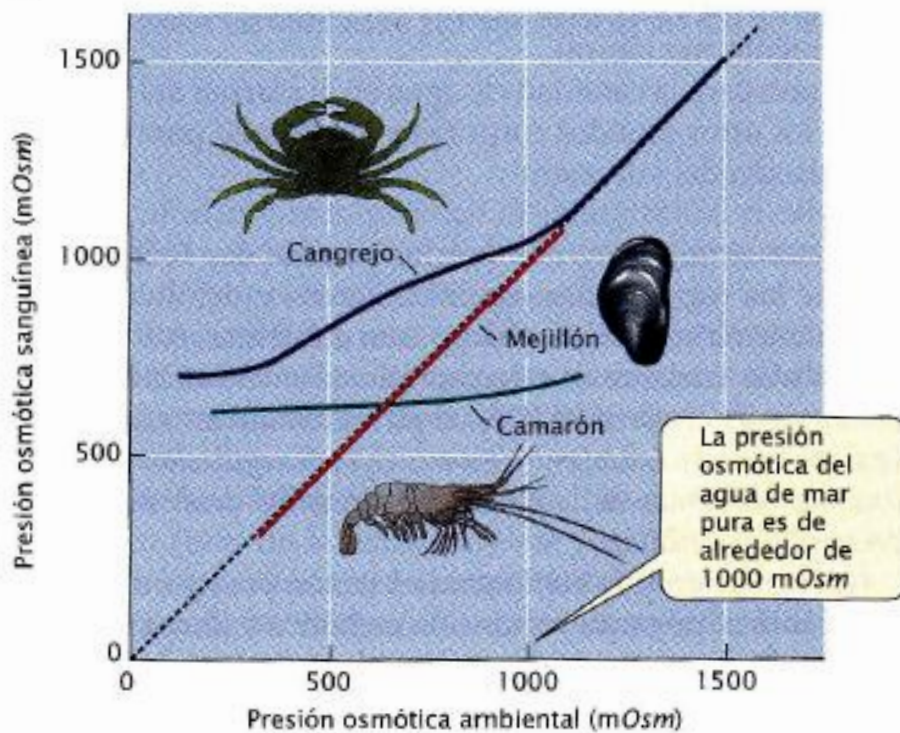 Presión osmótica sanguínea (mOsm)
1500
1000
500
0
Cangrejo
Mejillón
Camarón
La presión
osmótica del
agua de mar
pura es de
alrededor de
1000 mOsm
0
500
1000
1500
Presión osmótica ambiental (mOsm)